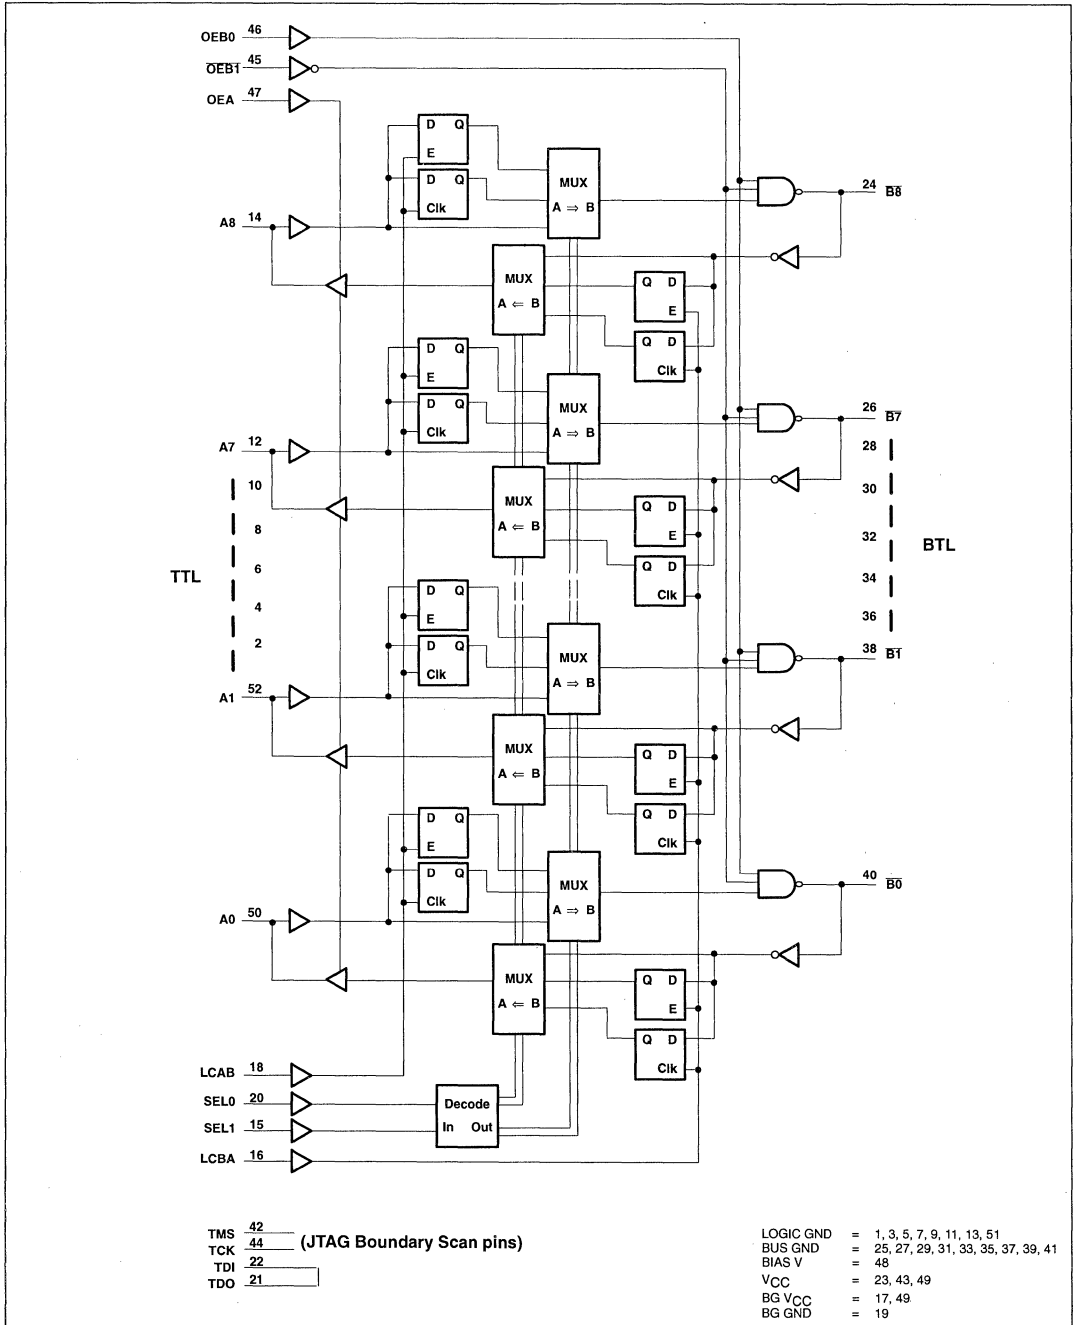 OEB0 46
OEB1 45
OEA 47
D Q
E
D Q
Clk
MUX
A ⇒ B
24 B8
A8 14
MUX
A ⇐ B
Q D
E
Q D
Clk
D Q
E
D Q
Clk
MUX
A ⇒ B
26 B7
A7 12
28
10
30
MUX
A ⇐ B
Q D
E
Q D
Clk
8
32
BTL
TTL
6
34
4
36
2
D Q
E
D Q
Clk
MUX
A ⇒ B
38 B1
A1 52
MUX
A ⇐ B
Q D
E
Q D
Clk
D Q
E
D Q
Clk
MUX
A ⇒ B
40 B0
A0 50
MUX
A ⇐ B
Q D
E
Q D
Clk
LCAB 18
SEL0 20
SEL1 15
LCBA 16
Decode
In Out
TMS 42
TCK 44
(JTAG Boundary Scan pins)
TDI 22
TDO 21
LOGIC GND = 1, 3, 5, 7, 9, 11, 13, 51
BUS GND = 25, 27, 29, 31, 33, 35, 37, 39, 41
BIAS V = 48
VCC = 23, 43, 49
BG VCC = 17, 49
BG GND = 19